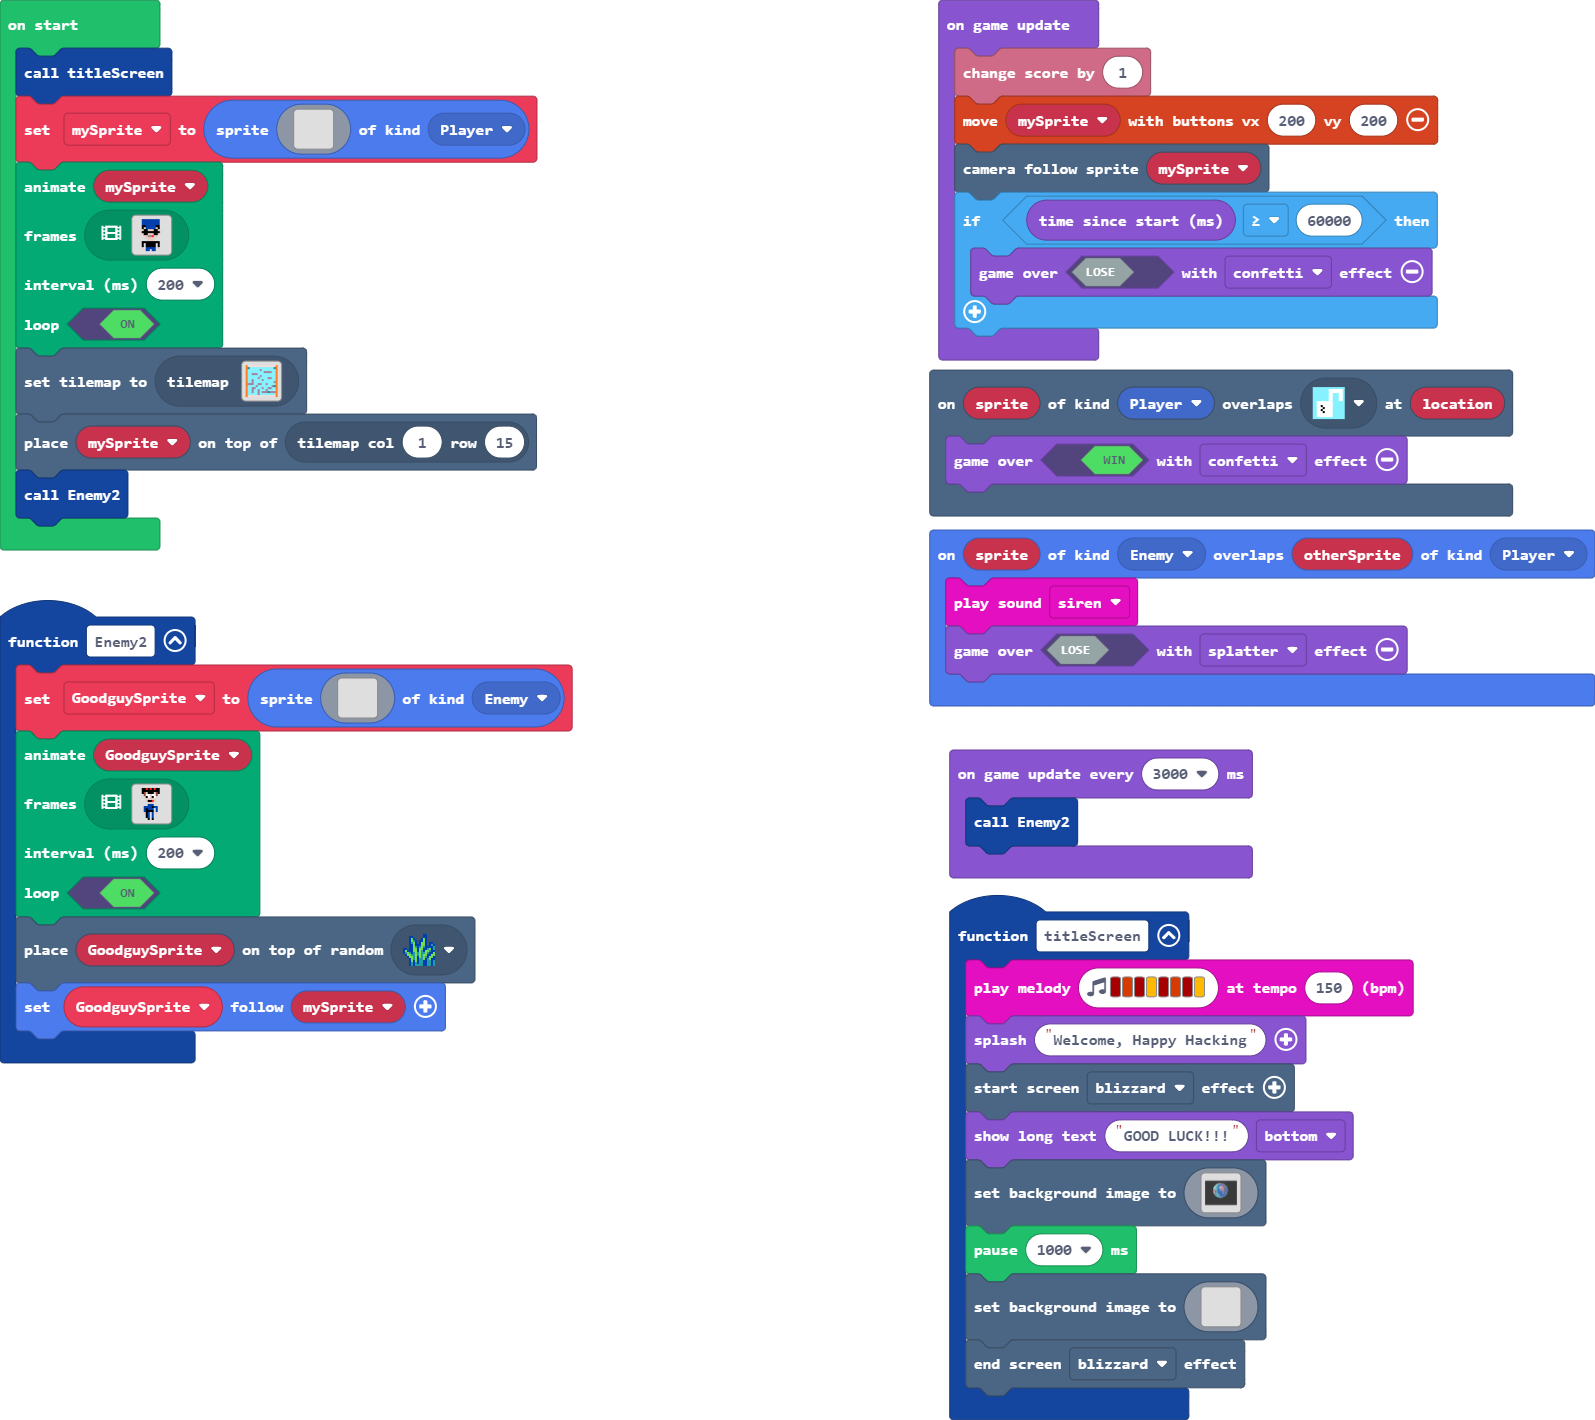 on start
call titleScreen
set mySprite to sprite of kind Player
animate mySprite
frames
interval (ms) 200
loop ON
set tilemap to tilemap
place mySprite on top of tilemap col 1 row 15
call Enemy2
function Enemy2
set GoodguySprite to sprite of kind Enemy
animate GoodguySprite
frames
interval (ms) 200
loop ON
place GoodguySprite on top of random
set GoodguySprite follow mySprite
on game update
change score by 1
move mySprite with buttons vx 200 vy 200
camera follow sprite mySprite
if time since start (ms) ≥ 60000 then
game over LOSE with confetti effect
on sprite of kind Player overlaps at location
game over WIN with confetti effect
on sprite of kind Enemy overlaps otherSprite of kind Player
play sound siren
game over LOSE with splatter effect
on game update every 3000 ms
call Enemy2
function titleScreen
play melody at tempo 150 (bpm)
splash "Welcome, Happy Hacking"
start screen blizzard effect
show long text "GOOD LUCK!!!" bottom
set background image to
pause 1000 ms
set background image to
end screen blizzard effect